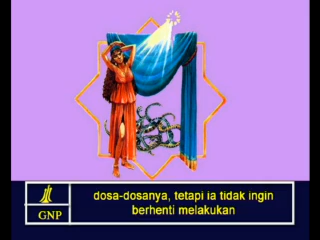 dosa-dosanya, tetapi ia tidak ingin
berhenti melakukan
GNP